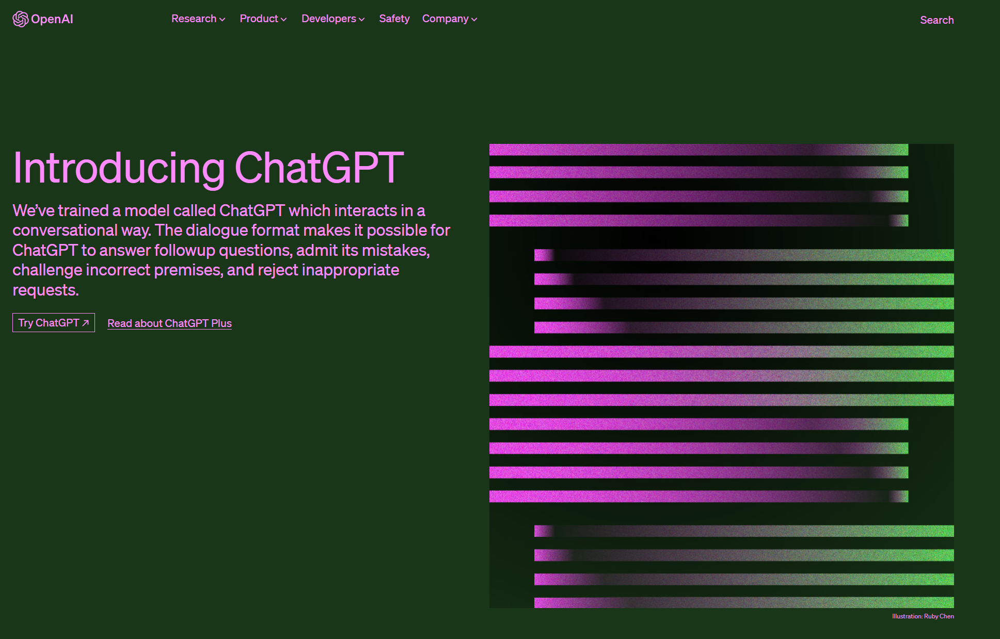 OpenAI
Research
Product
Developers
Safety
Company
Search
Introducing ChatGPT
We’ve trained a model called ChatGPT which interacts in a
conversational way. The dialogue format makes it possible for
ChatGPT to answer followup questions, admit its mistakes,
challenge incorrect premises, and reject inappropriate
requests.
Try ChatGPT ↗
Read about ChatGPT Plus
Illustration: Ruby Chen